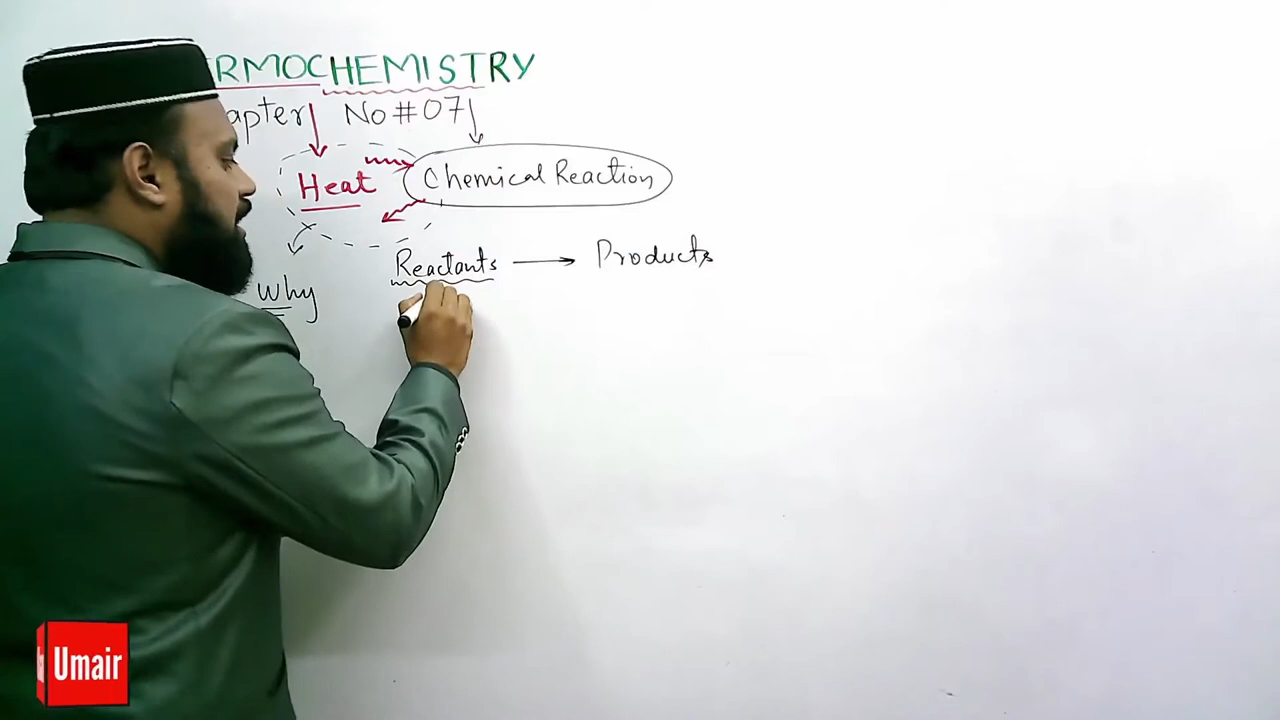 RMOCHEMISTRY
apter No #07
Heat Chemical Reaction
Reactants → Products
Why
Umair